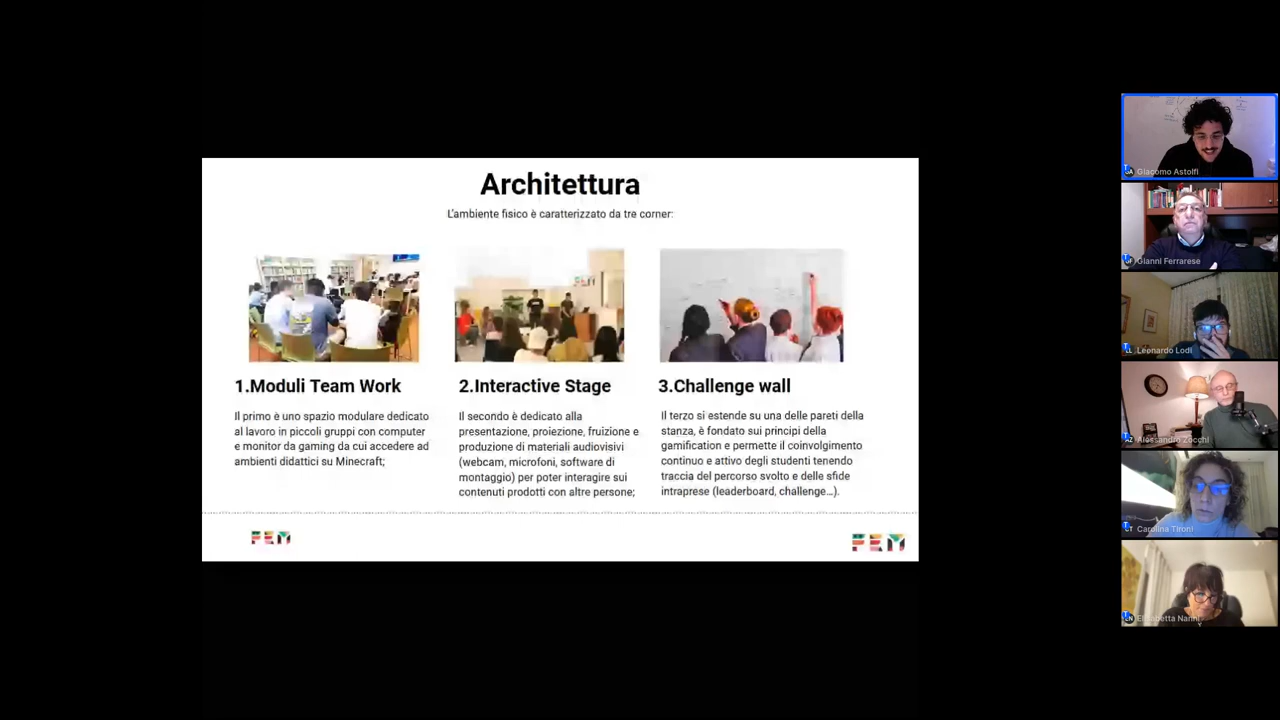 Architettura
L'ambiente fisico è caratterizzato da tre corner:
1.Moduli Team Work
Il primo è uno spazio modulare dedicato
al lavoro in piccoli gruppi con computer
e monitor da gaming da cui accedere ad
ambienti didattici su Minecraft;
2.Interactive Stage
Il secondo è dedicato alla
presentazione, proiezione, fruizione e
produzione di materiali audiovisivi
(webcam, microfoni, software di
montaggio) per poter interagire sui
contenuti prodotti con altre persone;
3.Challenge wall
Il terzo si estende su una delle pareti della
stanza, è fondato sui principi della
gamification e permette il coinvolgimento
continuo e attivo degli studenti tenendo
traccia del percorso svolto e delle sfide
intraprese (leaderboard, challenge...).
FEM
FEM
Giacomo Astolfi
Gianni Ferrarese
Leonardo Lodi
Alessandro Zocchi
Carolina Tironi
Elisabetta Nanni